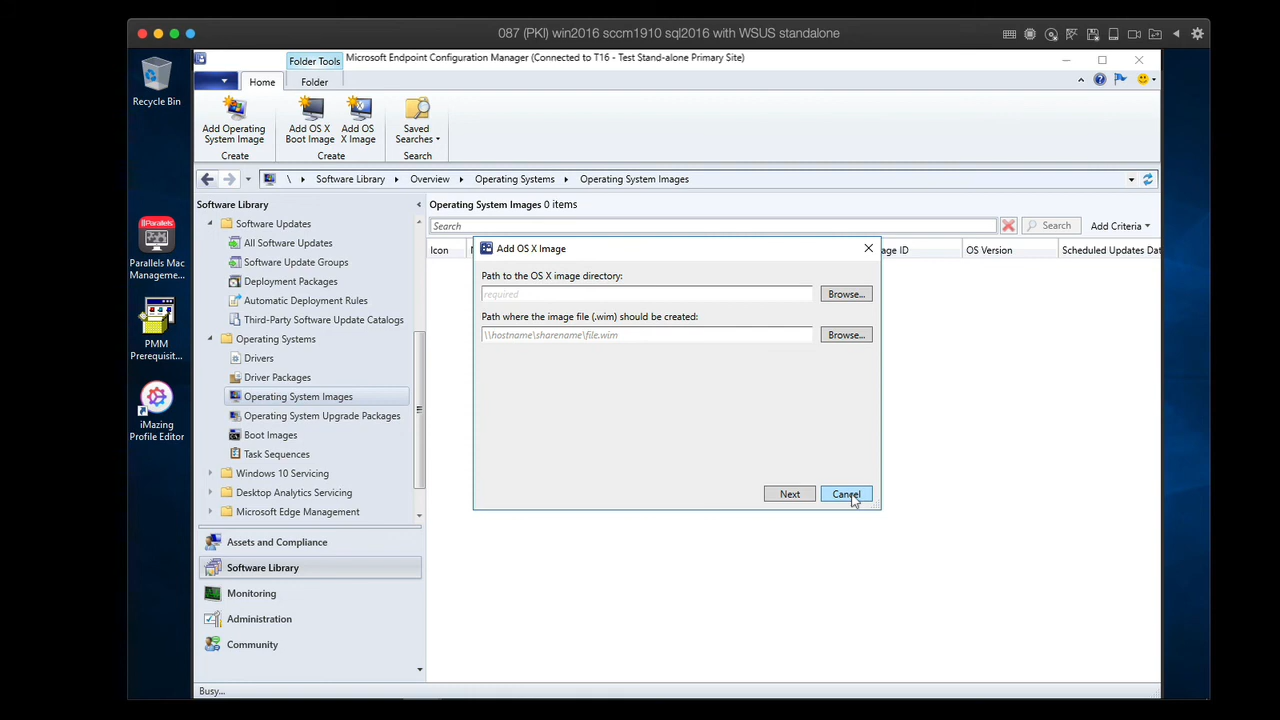 087 (PKI) win2016 sccm1910 sql2016 with WSUS standalone
Recycle Bin
Parallels
Parallels Mac
Manageme...
PMM
Prerequisit...
iMazing
Profile Editor
Folder Tools
Microsoft Endpoint Configuration Manager (Connected to T16 - Test Stand-alone Primary Site)
Home
Folder
Add Operating
System Image
Create
Add OS X
Boot Image
Add OS
X Image
Create
Saved
Searches
Search
\ Software Library Overview Operating Systems Operating System Images
Software Library
Software Updates
All Software Updates
Software Update Groups
Deployment Packages
Automatic Deployment Rules
Third-Party Software Update Catalogs
Operating Systems
Drivers
Driver Packages
Operating System Images
Operating System Upgrade Packages
Boot Images
Task Sequences
Windows 10 Servicing
Desktop Analytics Servicing
Microsoft Edge Management
Assets and Compliance
Software Library
Monitoring
Administration
Community
Busy...
Operating System Images 0 items
Search
Search
Add Criteria
Icon
age ID
OS Version
Scheduled Updates Dat
Add OS X Image
Path to the OS X image directory:
required
Browse...
Path where the image file (.wim) should be created:
\\hostname\sharename\file.wim
Browse...
Next
Cancel